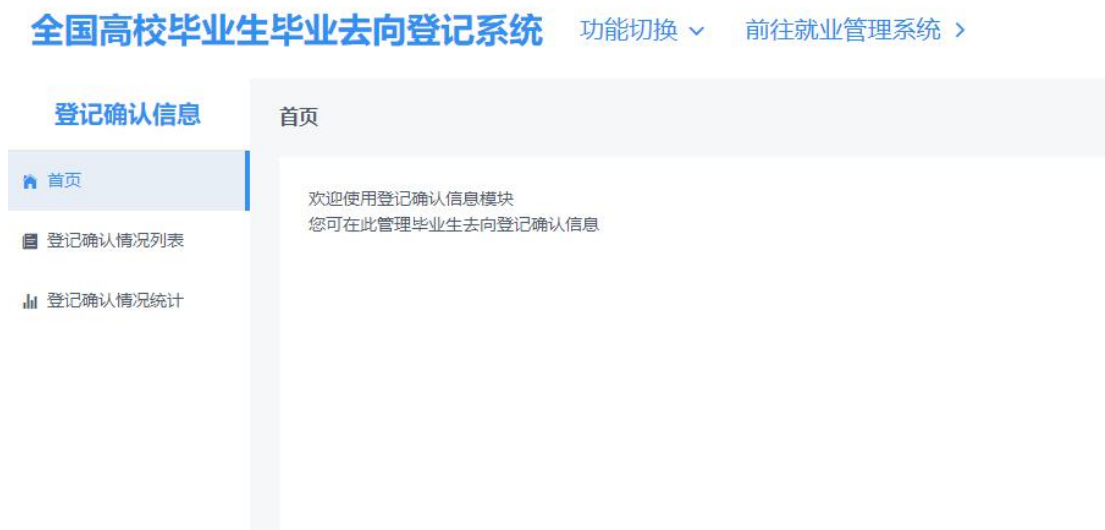 全国高校毕业生毕业去向登记系统 功能切换 前往就业管理系统
登记确认信息
首页
首页
登记确认情况列表
登记确认情况统计
欢迎使用登记确认信息模块
您可在此管理毕业生去向登记确认信息